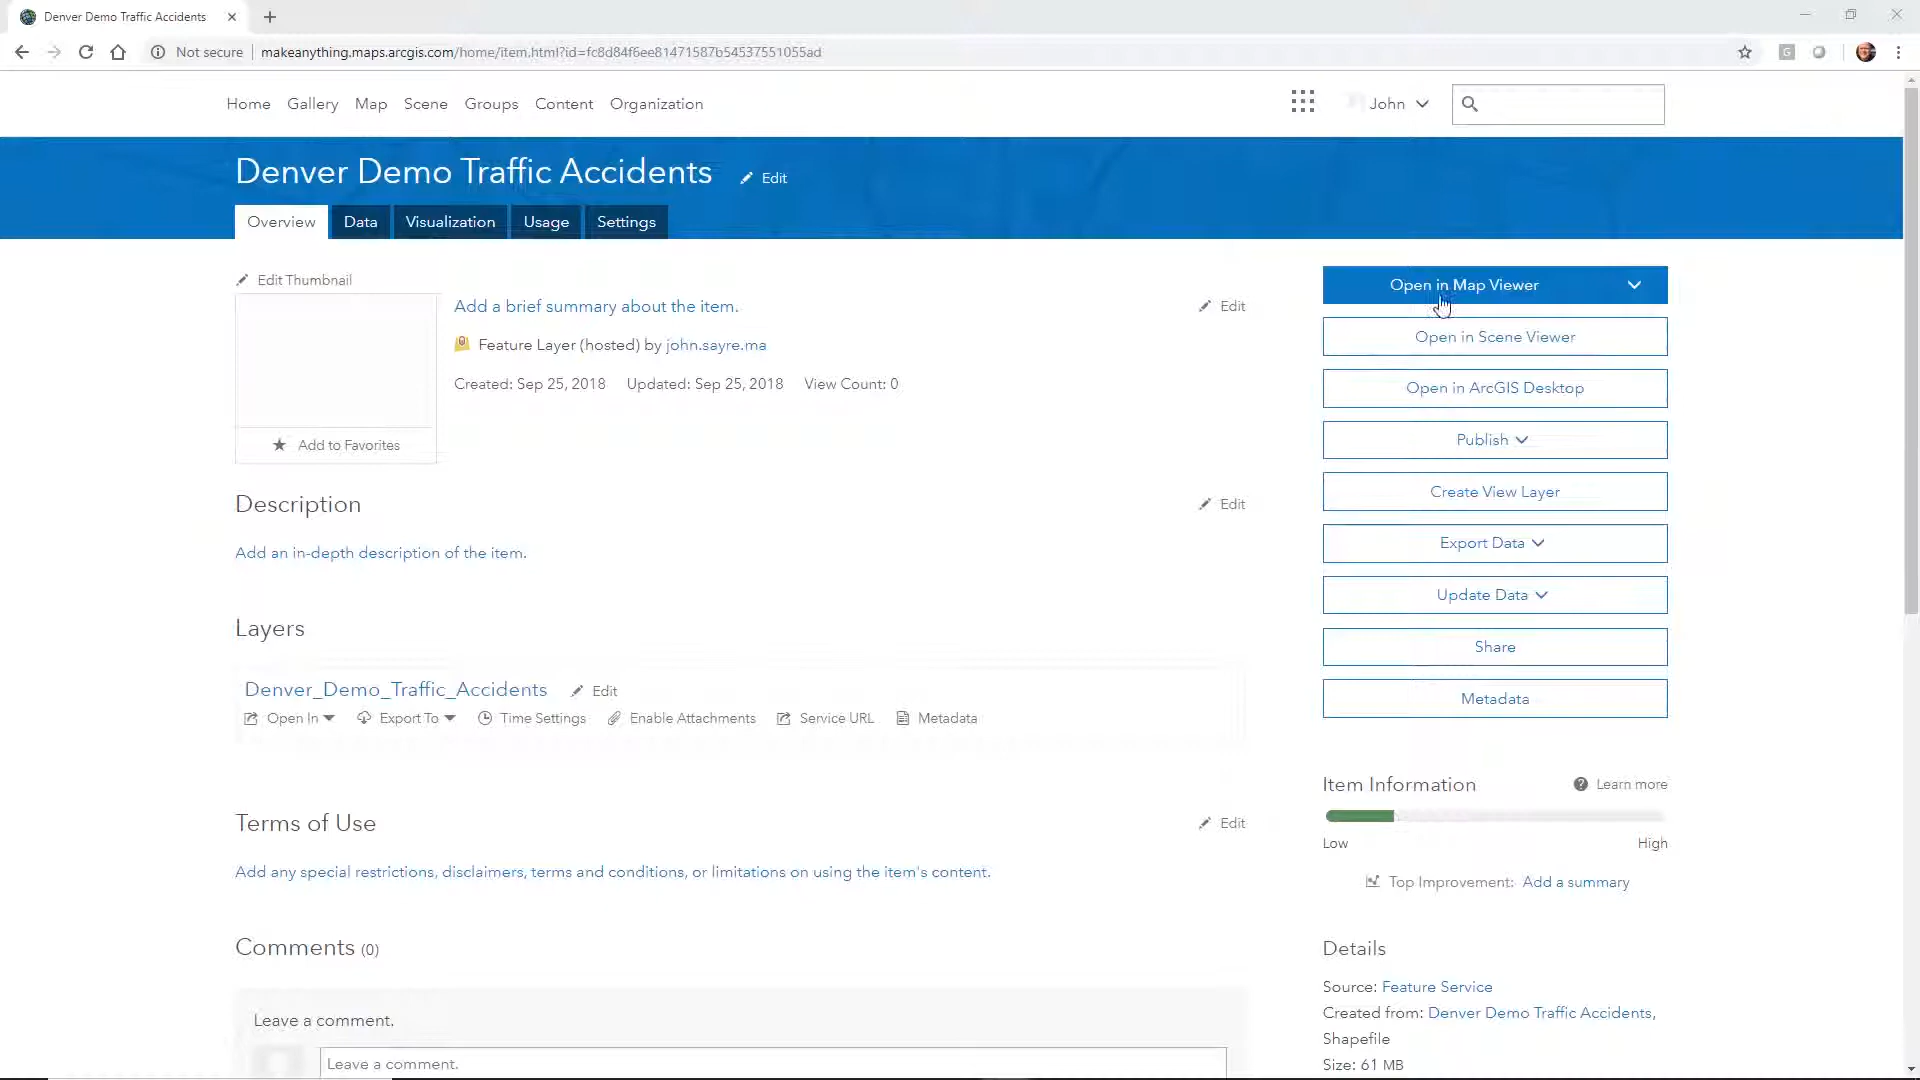 Denver Demo Traffic Accidents
Not secure
makeanything.maps.arcgis.com/home/item.html?id=fc8d84f6ee81471587b54537551055ad
Home Gallery Map Scene Groups Content Organization
John
Denver Demo Traffic Accidents
Edit
Overview Data Visualization Usage Settings
Edit Thumbnail
Add a brief summary about the item.
Edit
Feature Layer (hosted) by john.sayre.ma
Created: Sep 25, 2018 Updated: Sep 25, 2018 View Count: 0
Add to Favorites
Description
Edit
Add an in-depth description of the item.
Layers
Denver_Demo_Traffic_Accidents
Edit
Open In Export To Time Settings Enable Attachments Service URL Metadata
Terms of Use
Edit
Add any special restrictions, disclaimers, terms and conditions, or limitations on using the item's content.
Comments (0)
Leave a comment.
Leave a comment.
Open in Map Viewer
Open in Scene Viewer
Open in ArcGIS Desktop
Publish
Create View Layer
Export Data
Update Data
Share
Metadata
Item Information
Learn more
Low High
Top Improvement: Add a summary
Details
Source: Feature Service
Created from: Denver Demo Traffic Accidents,
Shapefile
Size: 61 MB